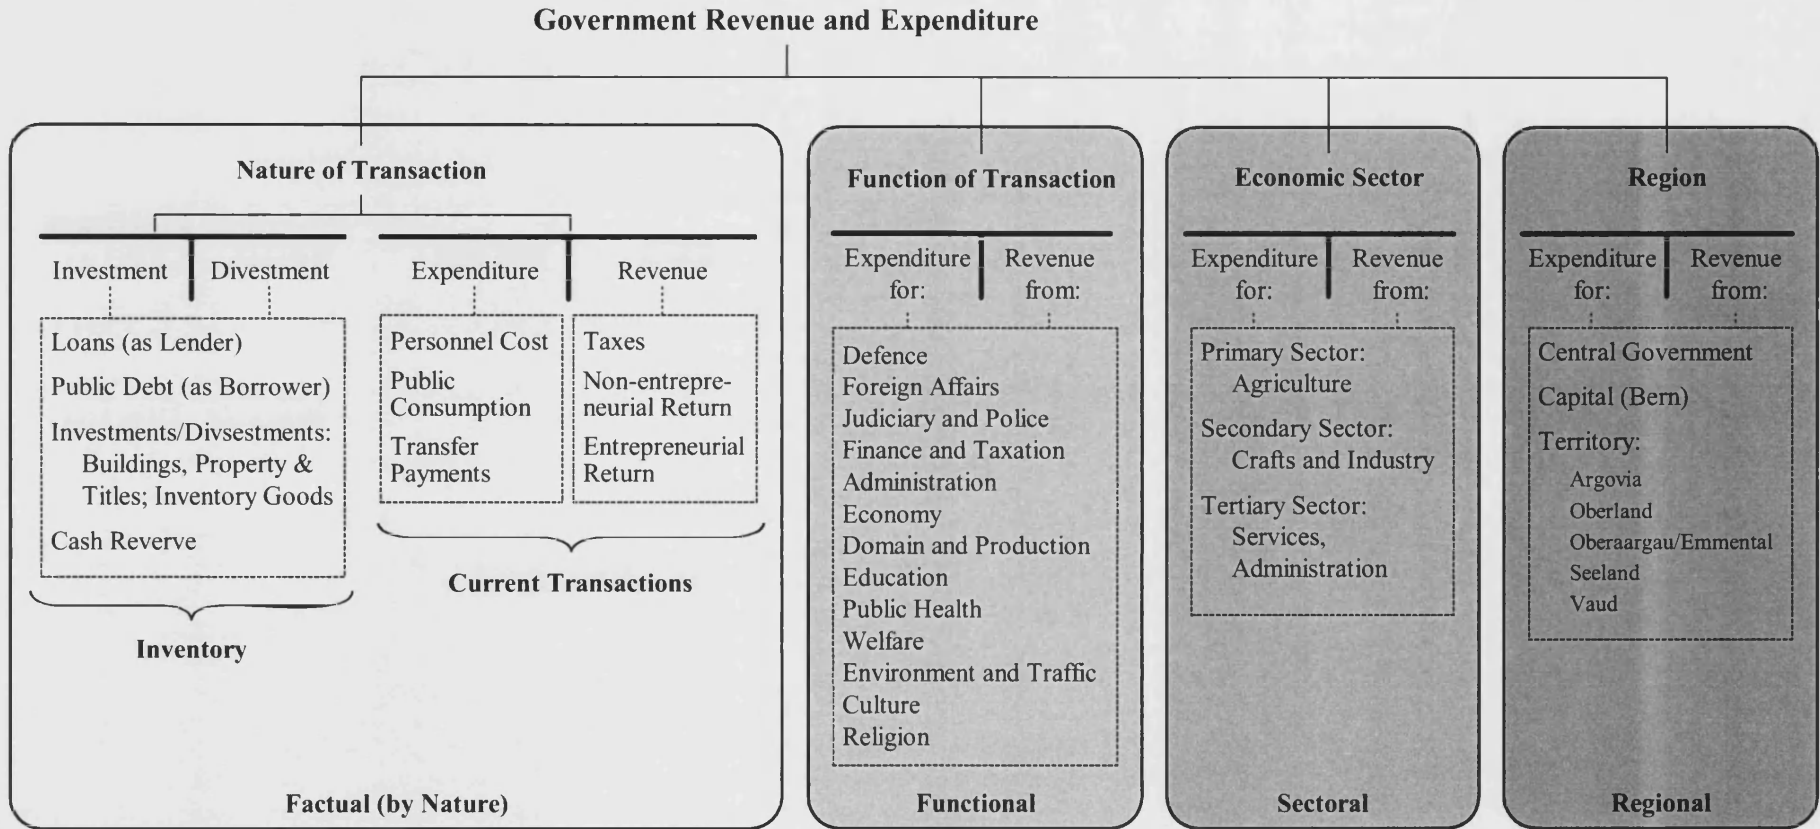 Government Revenue and Expenditure
Nature of Transaction
Investment
Divestment
Loans (as Lender)
Public Debt (as Borrower)
Investments/Divsestments:
Buildings, Property &
Titles; Inventory Goods
Cash Reverve
Inventory
Expenditure
Revenue
Personnel Cost
Public
Consumption
Transfer
Payments
Taxes
Non-entrepre-
neurial Return
Entrepreneurial
Return
Current Transactions
Factual (by Nature)
Function of Transaction
Expenditure
for:
Revenue
from:
Defence
Foreign Affairs
Judiciary and Police
Finance and Taxation
Administration
Economy
Domain and Production
Education
Public Health
Welfare
Environment and Traffic
Culture
Religion
Functional
Economic Sector
Expenditure
for:
Revenue
from:
Primary Sector:
Agriculture
Secondary Sector:
Crafts and Industry
Tertiary Sector:
Services,
Administration
Sectoral
Region
Expenditure
for:
Revenue
from:
Central Government
Capital (Bern)
Territory:
Argovia
Oberland
Oberaargau/Emmental
Seeland
Vaud
Regional